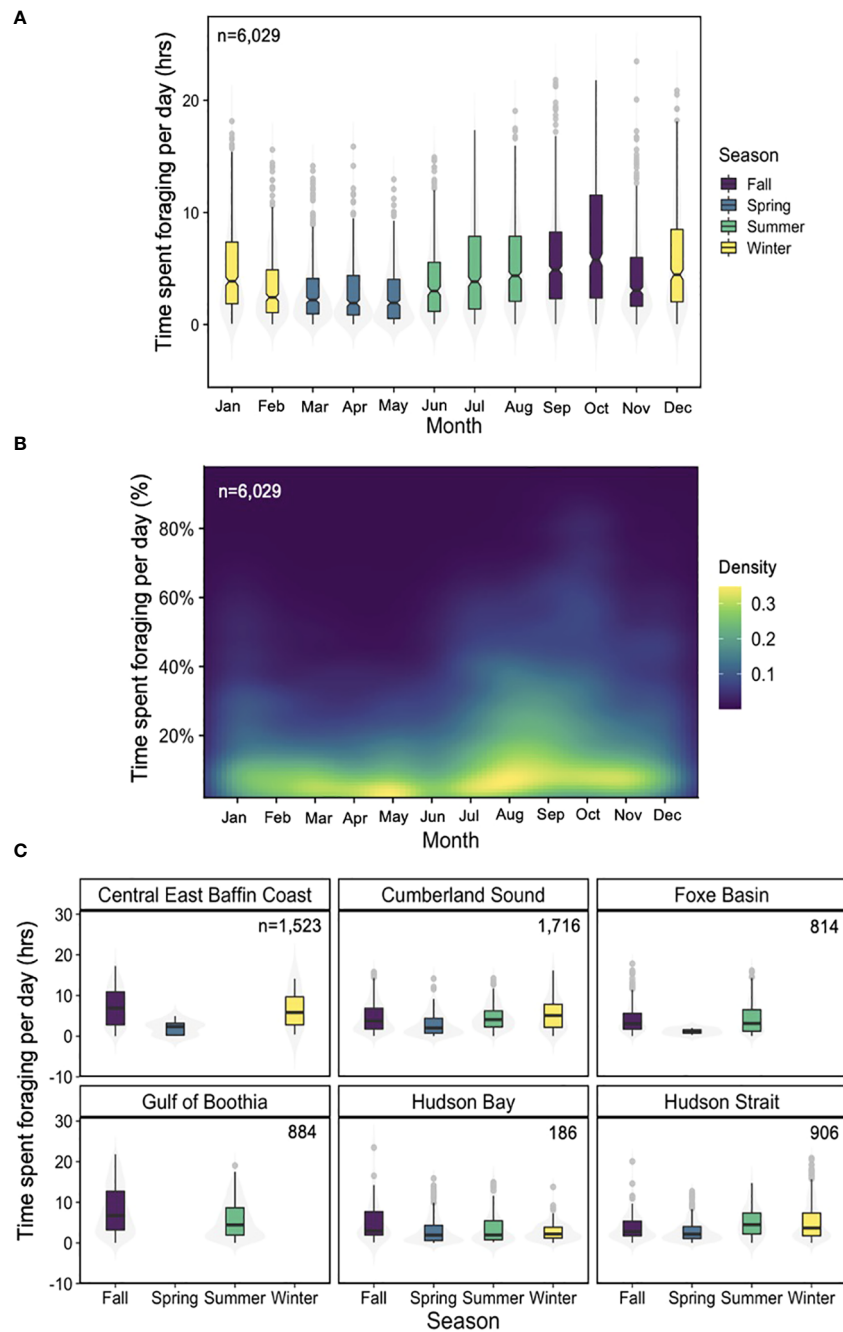 A
Time spent foraging per day (hrs)
n=6,029
20
10
0
Jan Feb Mar Apr May Jun Jul Aug Sep Oct Nov Dec
Month
Season
Fall
Spring
Summer
Winter
B
Time spent foraging per day (%)
n=6,029
80%
60%
40%
20%
Jan Feb Mar Apr May Jun Jul Aug Sep Oct Nov Dec
Month
Density
0.3
0.2
0.1
C
Time spent foraging per day (hrs)
Central East Baffin Coast Cumberland Sound Foxe Basin
n=1,523 1,716 814
30
20
10
0
-10
Gulf of Boothia Hudson Bay Hudson Strait
884 186 906
30
20
10
0
-10
Fall Spring Summer Winter Fall Spring Summer Winter Fall Spring Summer Winter
Season